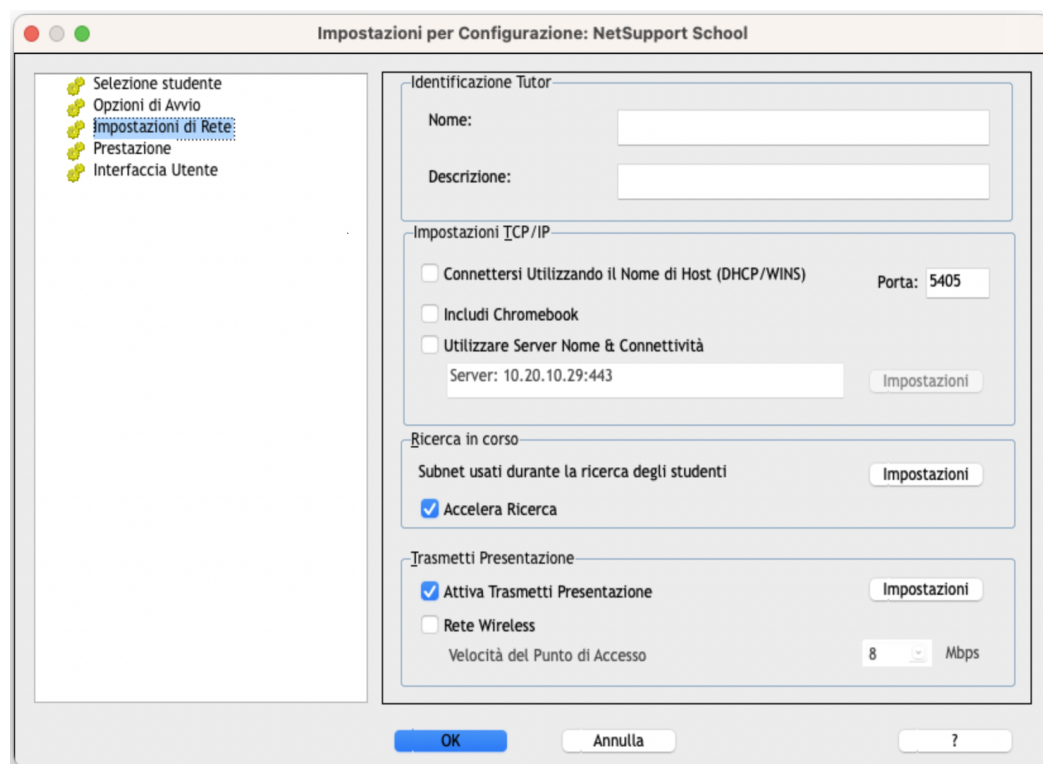 Impostazioni per Configurazione: NetSupport School
Selezione studente
Opzioni di Avvio
Impostazioni di Rete
Prestazione
Interfaccia Utente
Identificazione Tutor
Nome:
Descrizione:
Impostazioni TCP/IP
Connettersi Utilizzando il Nome di Host (DHCP/WINS)
Porta: 5405
Includi Chromebook
Utilizzare Server Nome & Connettività
Server: 10.20.10.29:443
Impostazioni
Ricerca in corso
Subnet usati durante la ricerca degli studenti
Impostazioni
Accelera Ricerca
Trasmetti Presentazione
Attiva Trasmetti Presentazione
Impostazioni
Rete Wireless
Velocità del Punto di Accesso
8 Mbps
OK
Annulla
?